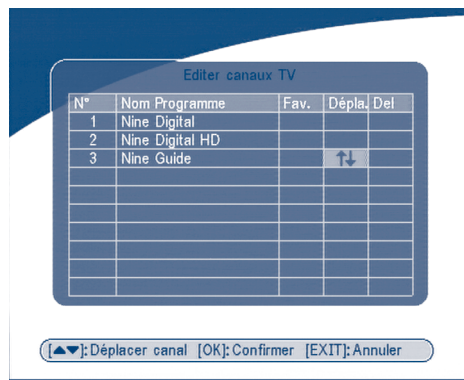 Editer canaux TV
N° Nom Programme Fav. Dépla. Del
1 Nine Digital
2 Nine Digital HD
3 Nine Guide
[▲▼]: Déplacer canal [OK]: Confirmer [EXIT]: Annuler